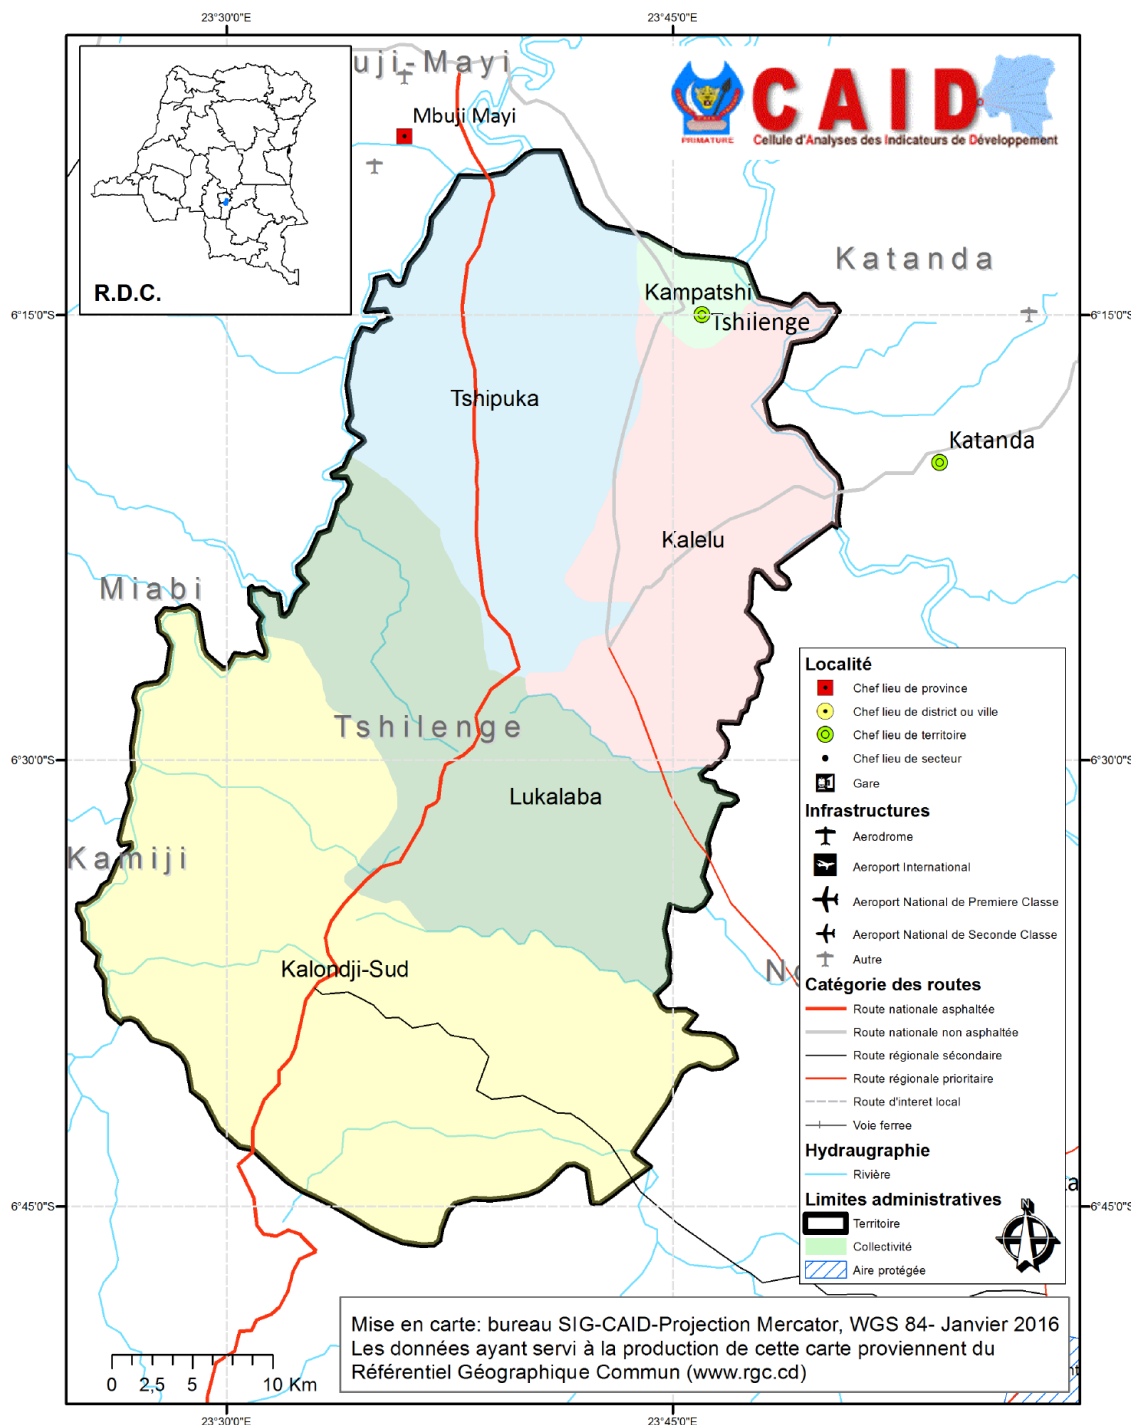 23°30'0"E
23°45'0"E
uji-Mayi
Mbuji Mayi
CAID
PRIMATURE
Cellule d'Analyses des Indicateurs de Développement
R.D.C.
Katanda
Kampatshi
6°15'0"S
Tshilenge
6°15'0"S
Tshipuka
Katanda
Kalelu
Miabi
Tshilenge
6°30'0"S
6°30'0"S
Lukalaba
Kamiji
Kalondji-Sud
Localité
Chef lieu de province
Chef lieu de district ou ville
Chef lieu de territoire
Chef lieu de secteur
Gare
Infrastructures
Aerodrome
Aeroport International
Aeroport National de Premiere Classe
Aeroport National de Seconde Classe
Autre
Catégorie des routes
Route nationale asphaltée
Route nationale non asphaltée
Route régionale sécondaire
Route régionale prioritaire
Route d'interet local
Voie ferree
Hydraugraphie
Rivière
Limites administratives
Territoire
Collectivité
Aire protégée
N
6°45'0"S
6°45'0"S
Mise en carte: bureau SIG-CAID-Projection Mercator, WGS 84- Janvier 2016
Les données ayant servi à la production de cette carte proviennent du
Référentiel Géographique Commun (www.rgc.cd)
0 2,5 5 10 Km
23°30'0"E
23°45'0"E